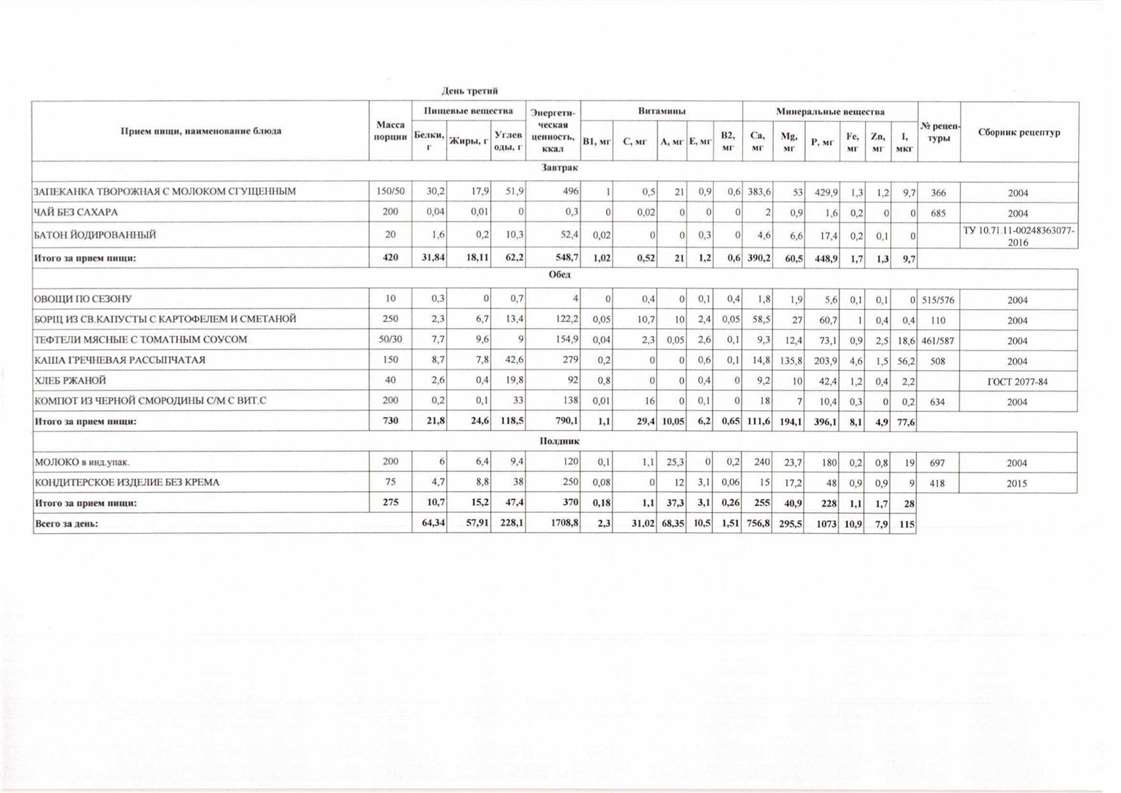 День третий
Прием пищи, наименование блюда Масса порции Пищевые вещества Энергети-ческая ценность, ккал Витамины Минеральные вещества № рецеп-туры Сборник рецептур
Белки, г Жиры, г Углев оды, г В1, мг С, мг А, мг Е, мг В2, мг Ca, мг Mg, мг Р, мг Fe, мг Zn, мг I, мкг
Завтрак
ЗАПЕКАНКА ТВОРОЖНАЯ С МОЛОКОМ СГУЩЕННЫМ 150/50 30,2 17,9 51,9 496 1 0,5 21 0,9 0,6 383,6 53 429,9 1,3 1,2 9,7 366 2004
ЧАЙ БЕЗ САХАРА 200 0,04 0,01 0 0,3 0 0,02 0 0 0 2 0,9 1,6 0,2 0 0 685 2004
БАТОН ЙОДИРОВАННЫЙ 20 1,6 0,2 10,3 52,4 0,02 0 0 0,3 0 4,6 6,6 17,4 0,2 0,1 0 ТУ 10.71.11-00248363077-2016
Итого за прием пищи: 420 31,84 18,11 62,2 548,7 1,02 0,52 21 1,2 0,6 390,2 60,5 448,9 1,7 1,3 9,7
Обед
ОВОЩИ ПО СЕЗОНУ 10 0,3 0 0,7 4 0 0,4 0 0,1 0,4 1,8 1,9 5,6 0,1 0,1 0 515/576 2004
БОРЩ ИЗ СВ.КАПУСТЫ С КАРТОФЕЛЕМ И СМЕТАНОЙ 250 2,3 6,7 13,4 122,2 0,05 10,7 10 2,4 0,05 58,5 27 60,7 1 0,4 0,4 110 2004
ТЕФТЕЛИ МЯСНЫЕ С ТОМАТНЫМ СОУСОМ 50/30 7,7 9,6 9 154,9 0,04 2,3 0,05 2,6 0,1 9,3 12,4 73,1 0,9 2,5 18,6 461/587 2004
КАША ГРЕЧНЕВАЯ РАССЫПЧАТАЯ 150 8,7 7,8 42,6 279 0,2 0 0 0,6 0,1 14,8 135,8 203,9 4,6 1,5 56,2 508 2004
ХЛЕБ РЖАНОЙ 40 2,6 0,4 19,8 92 0,8 0 0 0,4 0 9,2 10 42,4 1,2 0,4 2,2 ГОСТ 2077-84
КОМПОТ ИЗ ЧЕРНОЙ СМОРОДИНЫ С/М С ВИТ.С 200 0,2 0,1 33 138 0,01 16 0 0,1 0 18 7 10,4 0,3 0 0,2 634 2004
Итого за прием пищи: 730 21,8 24,6 118,5 790,1 1,1 29,4 10,05 6,2 0,65 111,6 194,1 396,1 8,1 4,9 77,6
Полдник
МОЛОКО в инд.упак. 200 6 6,4 9,4 120 0,1 1,1 25,3 0 0,2 240 23,7 180 0,2 0,8 19 697 2004
КОНДИТЕРСКОЕ ИЗДЕЛИЕ БЕЗ КРЕМА 75 4,7 8,8 38 250 0,08 0 12 3,1 0,06 15 17,2 48 0,9 0,9 9 418 2015
Итого за прием пищи: 275 10,7 15,2 47,4 370 0,18 1,1 37,3 3,1 0,26 255 40,9 228 1,1 1,7 28
Всего за день: 64,34 57,91 228,1 1708,8 2,3 31,02 68,35 10,5 1,51 756,8 295,5 1073 10,9 7,9 115